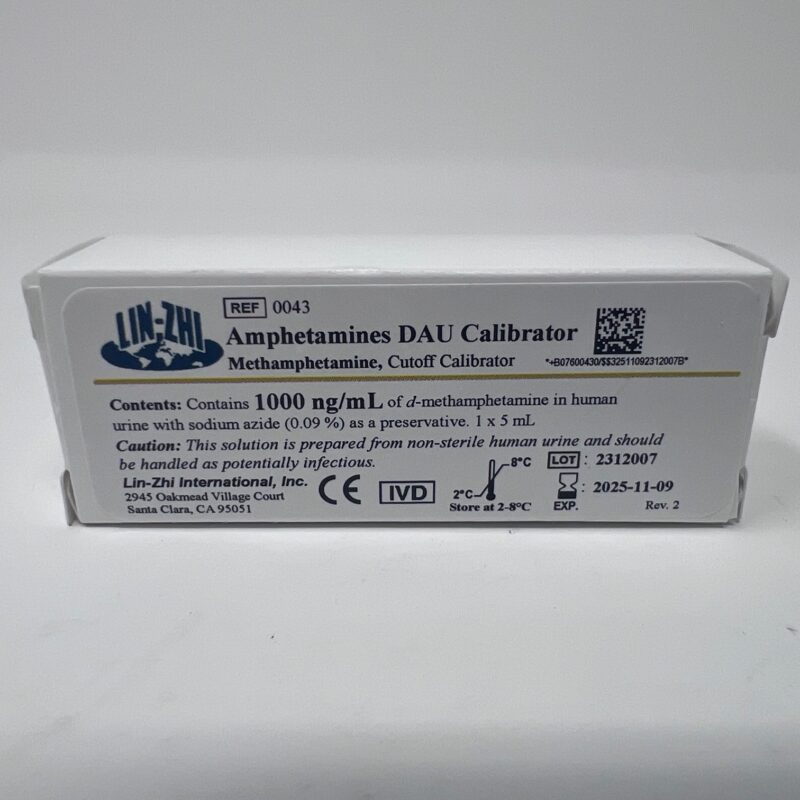 LIN-ZHI
REF 0043
Amphetamines DAU Calibrator
Methamphetamine, Cutoff Calibrator
*+B07600430/$$32511092312007B*
Contents: Contains 1000 ng/mL of d-methamphetamine in human
urine with sodium azide (0.09 %) as a preservative. 1 x 5 mL
Caution: This solution is prepared from non-sterile human urine and should
be handled as potentially infectious.
Lin-Zhi International, Inc.
2945 Oakmead Village Court
Santa Clara, CA 95051
CE
IVD
8°C
2°C
Store at 2-8°C
LOT : 2312007
: 2025-11-09
EXP.
Rev. 2